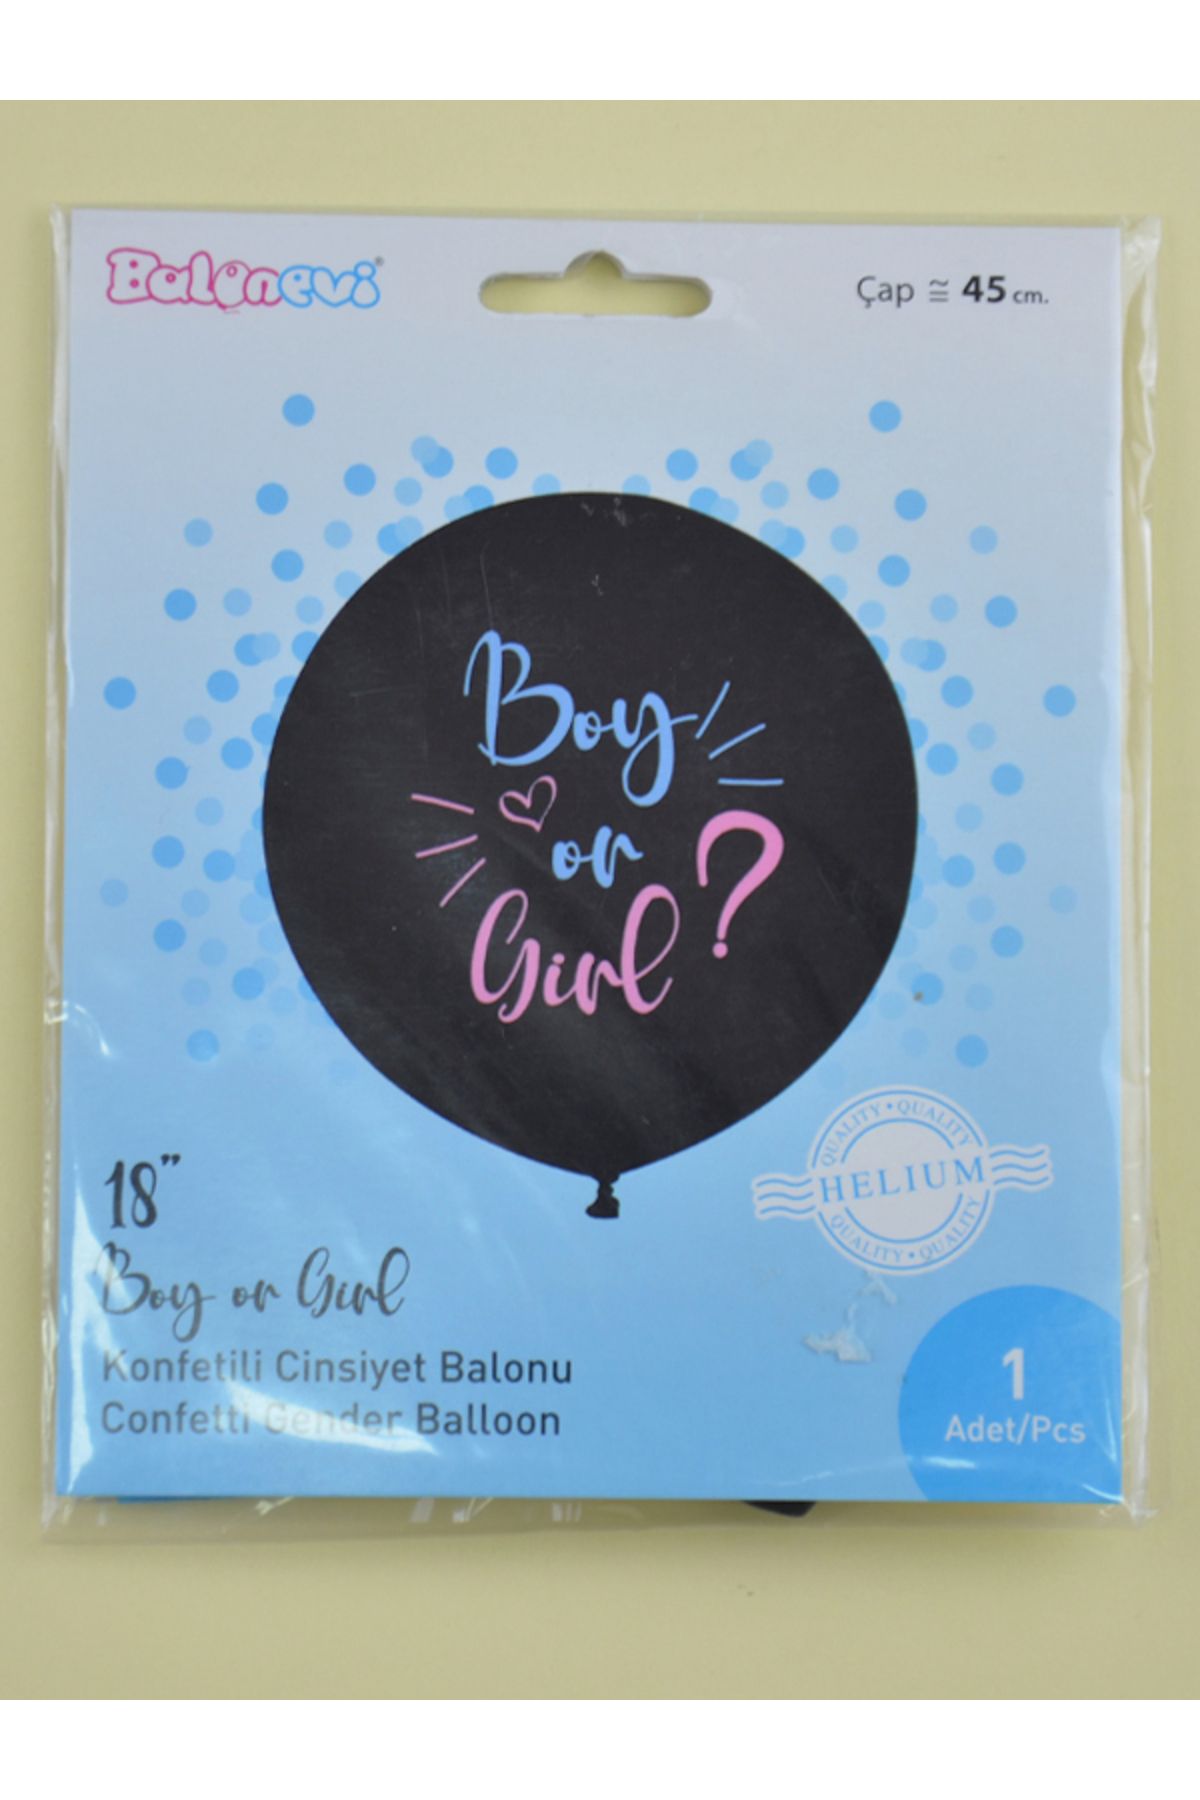 Balonevi®
Çap ≅ 45 cm.
Boy
or
Girl ?
QUALITY • QUALITY
HELIUM
QUALITY • QUALITY
18”
Boy or Girl
Konfetili Cinsiyet Balonu
Confetti Gender Balloon
1
Adet/Pcs